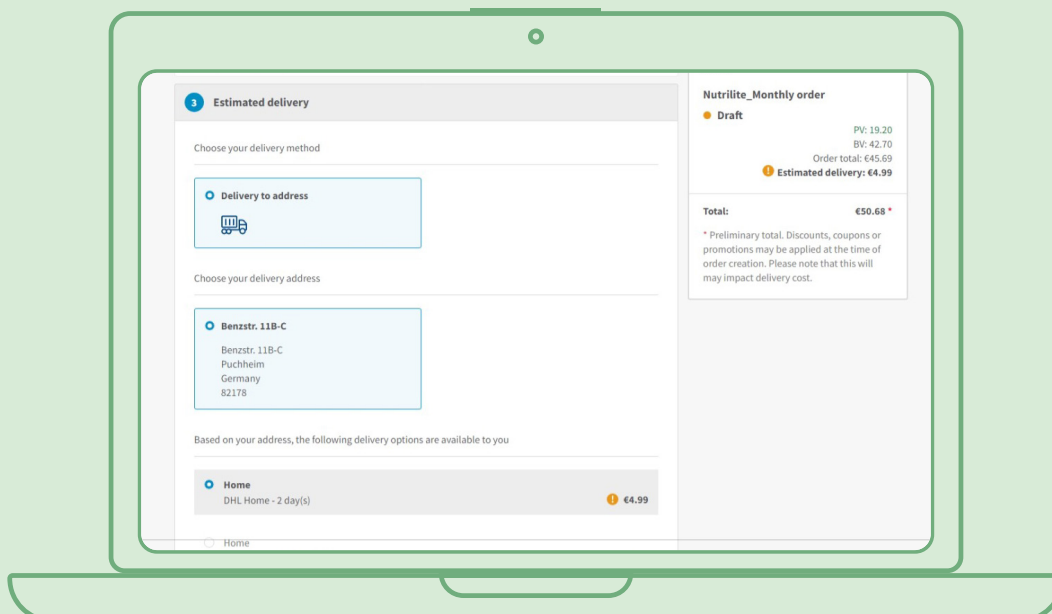 3 Estimated delivery
Choose your delivery method
Delivery to address
Choose your delivery address
Benzstr. 11B-C
Benzstr. 11B-C
Puchheim
Germany
82178
Based on your address, the following delivery options are available to you
Home
DHL Home - 2 day(s)
! €4.99
Home
Nutrilite_Monthly order
Draft
PV: 19.20
BV: 42.70
Order total: €45.69
! Estimated delivery: €4.99
Total: €50.68 *
* Preliminary total. Discounts, coupons or
promotions may be applied at the time of
order creation. Please note that this will
may impact delivery cost.